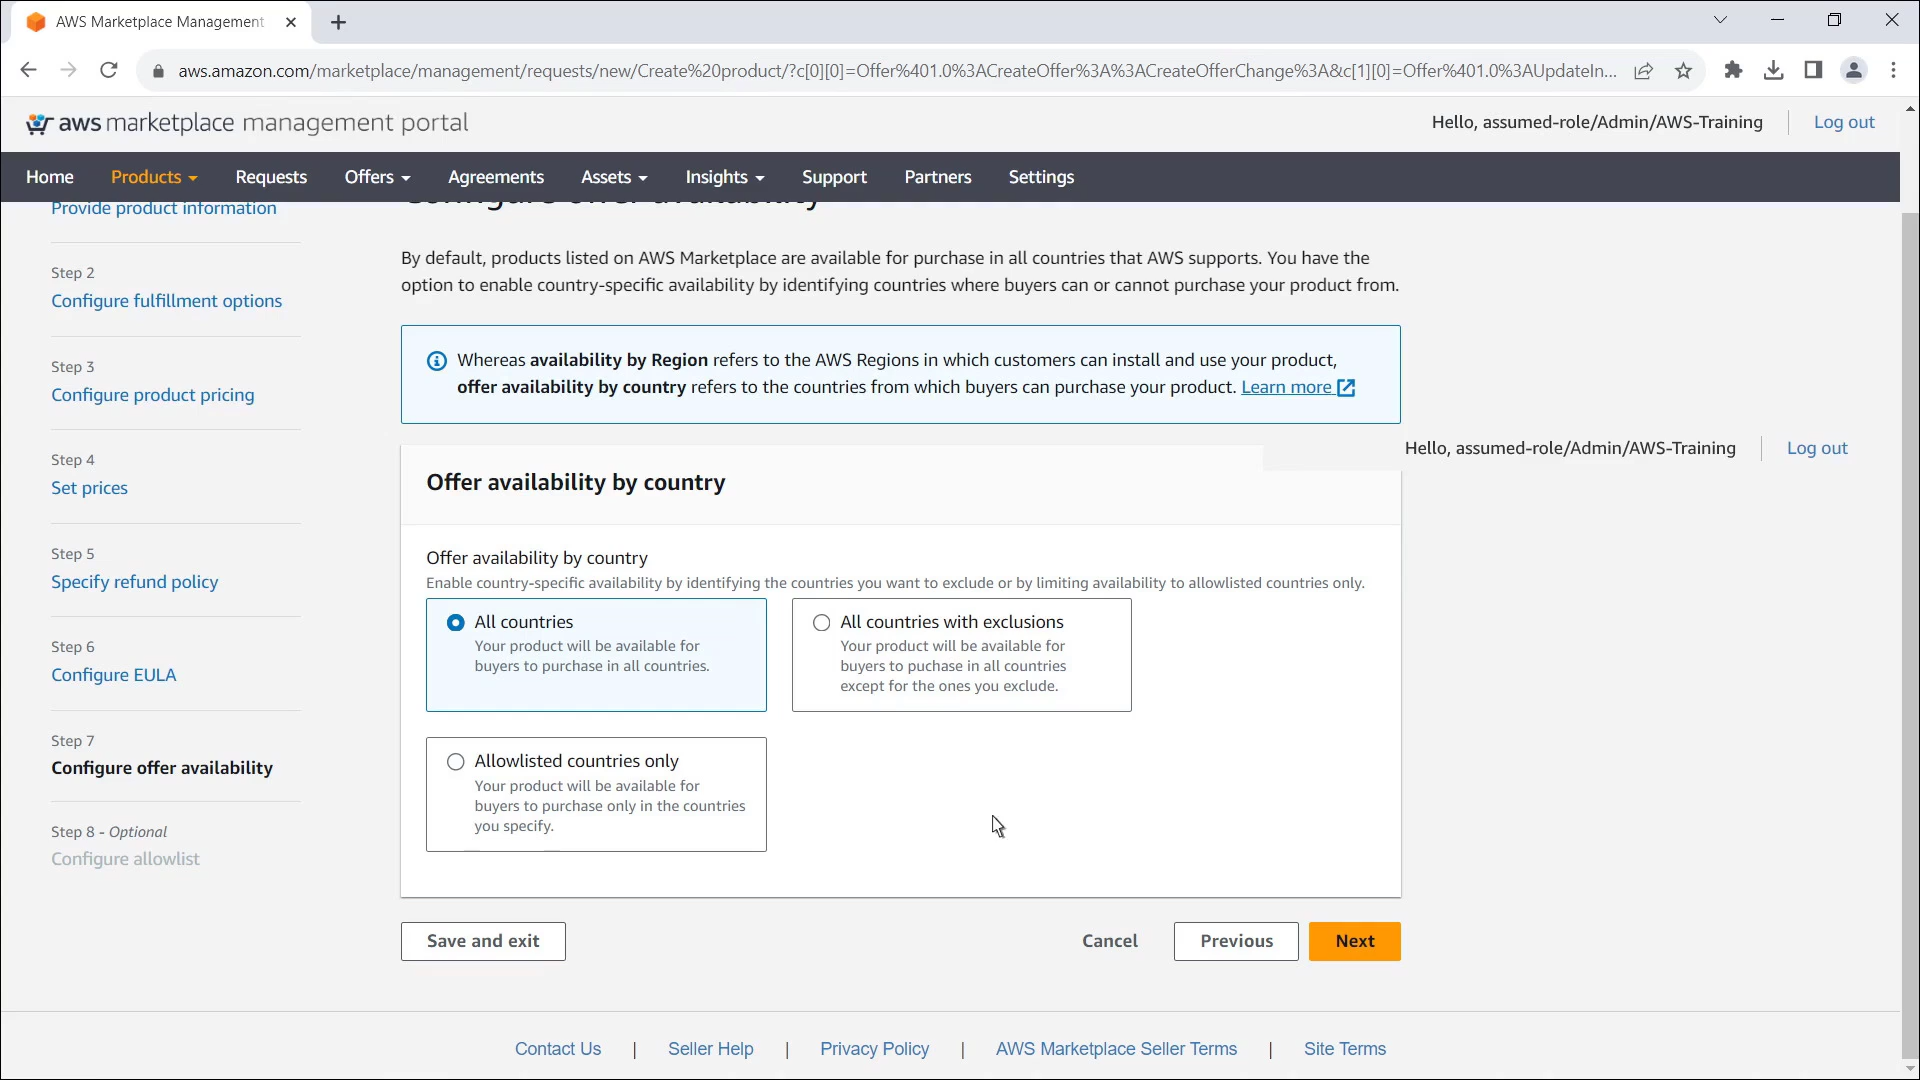 AWS Marketplace Management
aws.amazon.com/marketplace/management/requests/new/Create%20product/?c[0][0]=Offer%401.0%3ACreateOffer%3A%3ACreateOfferChange%3A&c[1][0]=Offer%401.0%3AUpdateIn...
aws marketplace management portal
Hello, assumed-role/Admin/AWS-Training
Log out
Home
Products
Requests
Offers
Agreements
Assets
Insights
Support
Partners
Settings
Provide product information
Step 2
Configure fulfillment options
Step 3
Configure product pricing
Step 4
Set prices
Step 5
Specify refund policy
Step 6
Configure EULA
Step 7
Configure offer availability
Step 8 - Optional
Configure allowlist
Configure offer availability
By default, products listed on AWS Marketplace are available for purchase in all countries that AWS supports. You have the
option to enable country-specific availability by identifying countries where buyers can or cannot purchase your product from.
Whereas availability by Region refers to the AWS Regions in which customers can install and use your product,
offer availability by country refers to the countries from which buyers can purchase your product. Learn more
Hello, assumed-role/Admin/AWS-Training
Log out
Offer availability by country
Offer availability by country
Enable country-specific availability by identifying the countries you want to exclude or by limiting availability to allowlisted countries only.
All countries
Your product will be available for
buyers to purchase in all countries.
All countries with exclusions
Your product will be available for
buyers to puchase in all countries
except for the ones you exclude.
Allowlisted countries only
Your product will be available for
buyers to purchase only in the countries
you specify.
Save and exit
Cancel
Previous
Next
Contact Us | Seller Help | Privacy Policy | AWS Marketplace Seller Terms | Site Terms